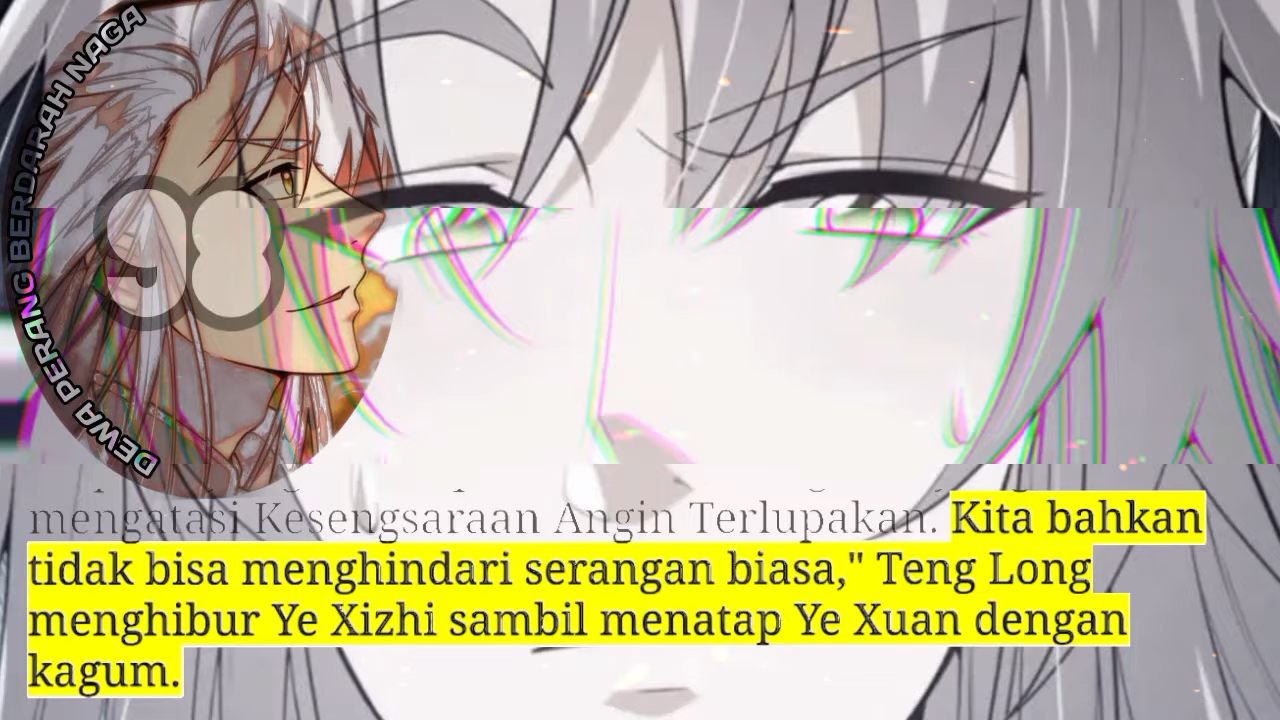 DEWA PERANG BERDARAH NAGA
98
mengatasi Kesengsaraan Angin Terlupakan. Kita bahkan
tidak bisa menghindari serangan biasa," Teng Long
menghibur Ye Xizhi sambil menatap Ye Xuan dengan
kagum.